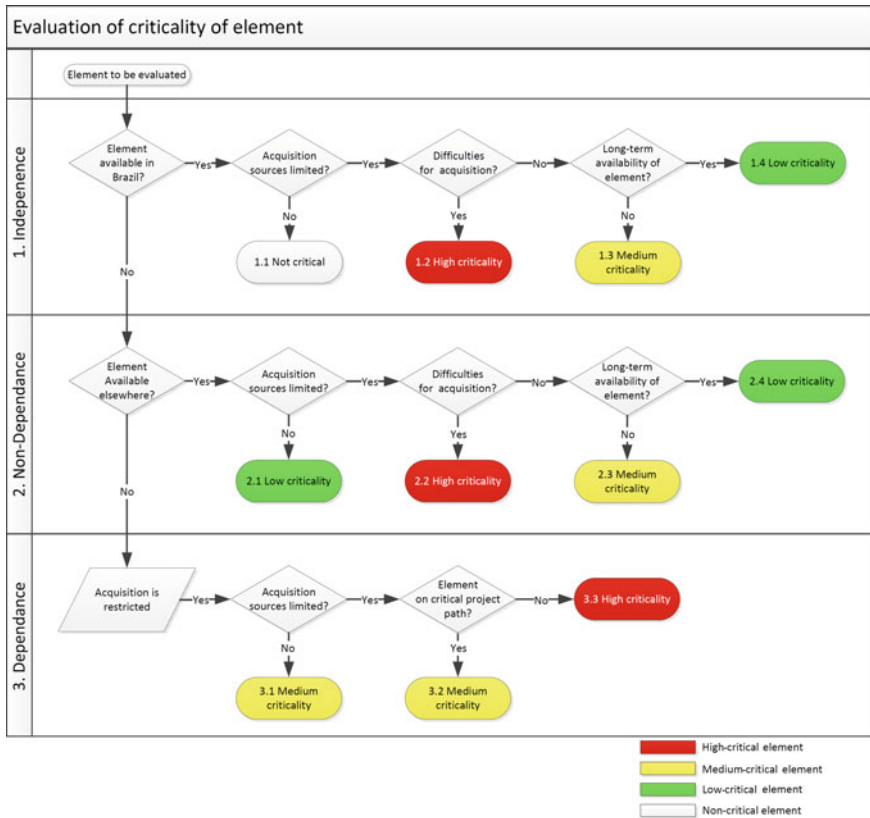 Evaluation of criticality of element
Element to be evaluated
1. Indepenence
Element
available in
Brazil?
Yes
Acquisition
sources limited?
Yes
Difficulties
for acquisition?
No
Long-term
availability of
element?
Yes
1.4 Low criticality
No
Yes
No
1.1 Not critical
1.2 High criticality
1.3 Medium
criticality
No
2. Non-Dependance
Element
Available
elsewhere?
Yes
Acquisition
sources limited?
Yes
Difficulties
for acquisition?
No
Long-term
availability of
element?
Yes
2.4 Low criticality
No
Yes
No
2.1 Low criticality
2.2 High criticality
2.3 Medium
criticality
No
3. Dependance
Acquisition is
restricted
Yes
Acquisition
sources limited?
Yes
Element
on critical project
path?
No
3.3 High criticality
No
Yes
3.1 Medium
criticality
3.2 Medium
criticality
High-critical element
Medium-critical element
Low-critical element
Non-critical element